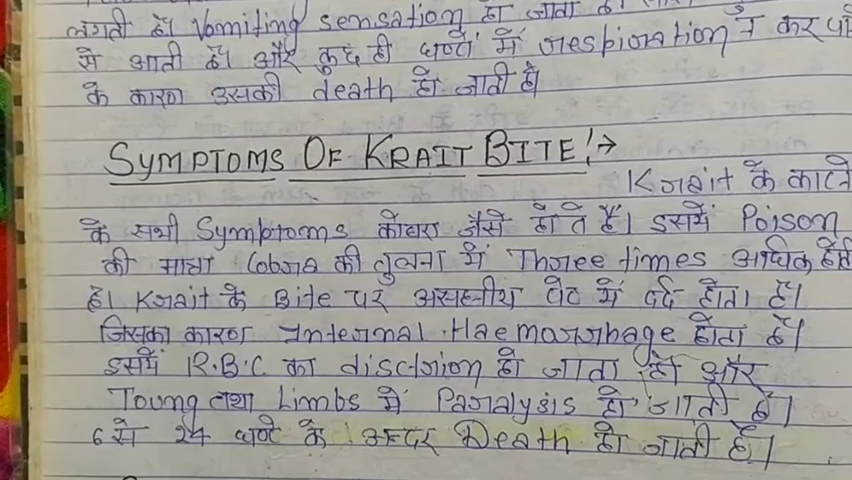 लगती है। Vomiting sensation हो जाता है।
से आती है। और कुछ ही घण्टों में respiration न कर पाने
के कारण उसकी death हो जाती है।
SYMPTOMS OF KRAIT BITE!→
Krait के काटने
के सभी Symptoms कोबरा जैसे होते हैं। इसमें Poison
की मात्रा Cobra की तुलना में Three times अधिक होती
है। Krait के Bite पर असहनीय पेट में दर्द होता है।
जिसका कारण Internal Haemorrhage होता है।
इसमें R.B.C का disclrion हो जाता है। और
Toung तथा Limbs में Paralysis हो जाती है।
6 से 24 घण्टे के अन्दर Death हो जाती है।